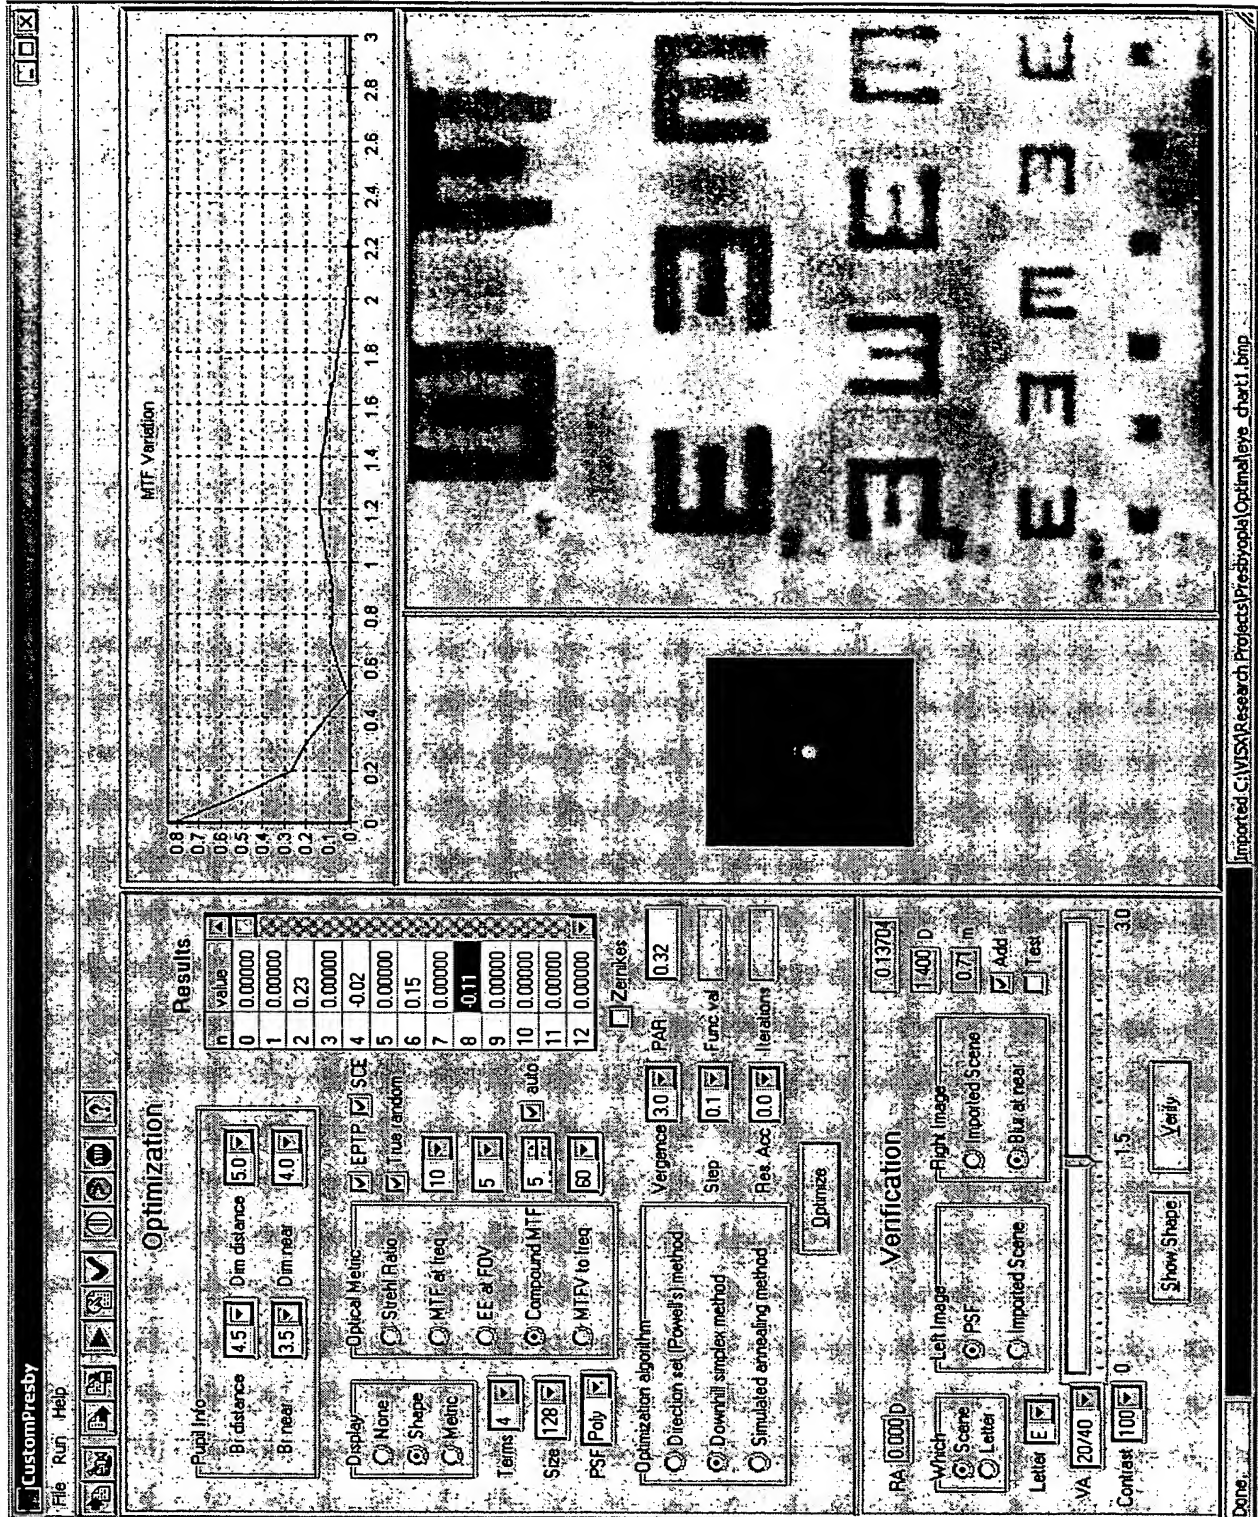 CustomPresby
File Run Help
Optimization
Pupil Info
Bri distance 4.5 Dim distance 5.0
Bri near 3.5 Dim near 4.0
Display
None
Shape
Metric
Terms 4
Size 128
PSF Poly
Optical Metric
Strehl Ratio
MTF at freq
EE at FOV
Compound MTF
MTFV to freq
EPTP SCE
True random
10
5
5 auto
60
Results
n value
0 0.00000
1 0.00000
2 0.23
3 0.00000
4 -0.02
5 0.00000
6 0.15
7 0.00000
8 -0.11
9 0.00000
10 0.00000
11 0.00000
12 0.00000
Zernikes
Optimization algorithm
Direction set (Powell's) method
Downhill simplex method
Simulated annealing method
Vergence 3.0 PAR 0.32
Step 0.1 Func val
Res. Acc 0.0 Iterations
Optimize
Verification
RA 0.000 D
Which
Scene
Letter
Left Image
PSF
Imported Scene
Right Image
Imported Scene
Blur at near
0.13704
1.400 D
0.71 m
Add
Test
Letter E
VA 20/40
Contrast 100
0 1.5 3.0
Show Shape
Verify
MTF Variation
0.8
0.7
0.6
0.5
0.4
0.3
0.2
0.1
0
0 0.2 0.4 0.6 0.8 1 1.2 1.4 1.6 1.8 2 2.2 2.4 2.6 2.8 3
E E E
E E E E
E E E E E
Done.
Imported C:\VISX\Research Projects\Presbyopia\Optimal\eye_chart1.bmp